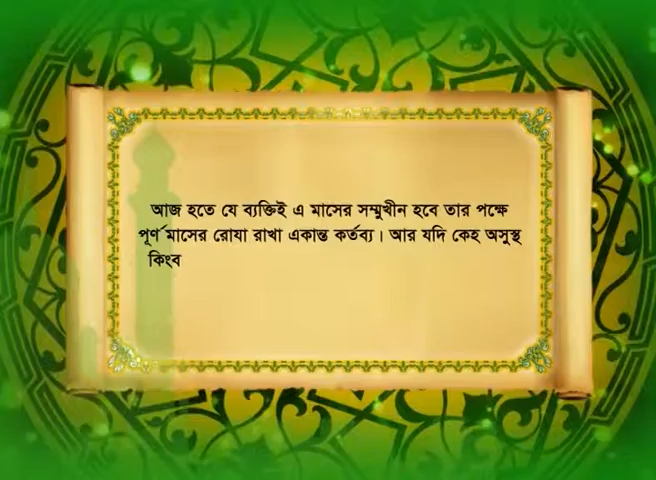 আজ হতে যে ব্যক্তিই এ মাসের সম্মুখীন হবে তার পক্ষে
পূর্ণ মাসের রোযা রাখা একান্ত কর্তব্য। আর যদি কেহ অসুস্থ
কিংব